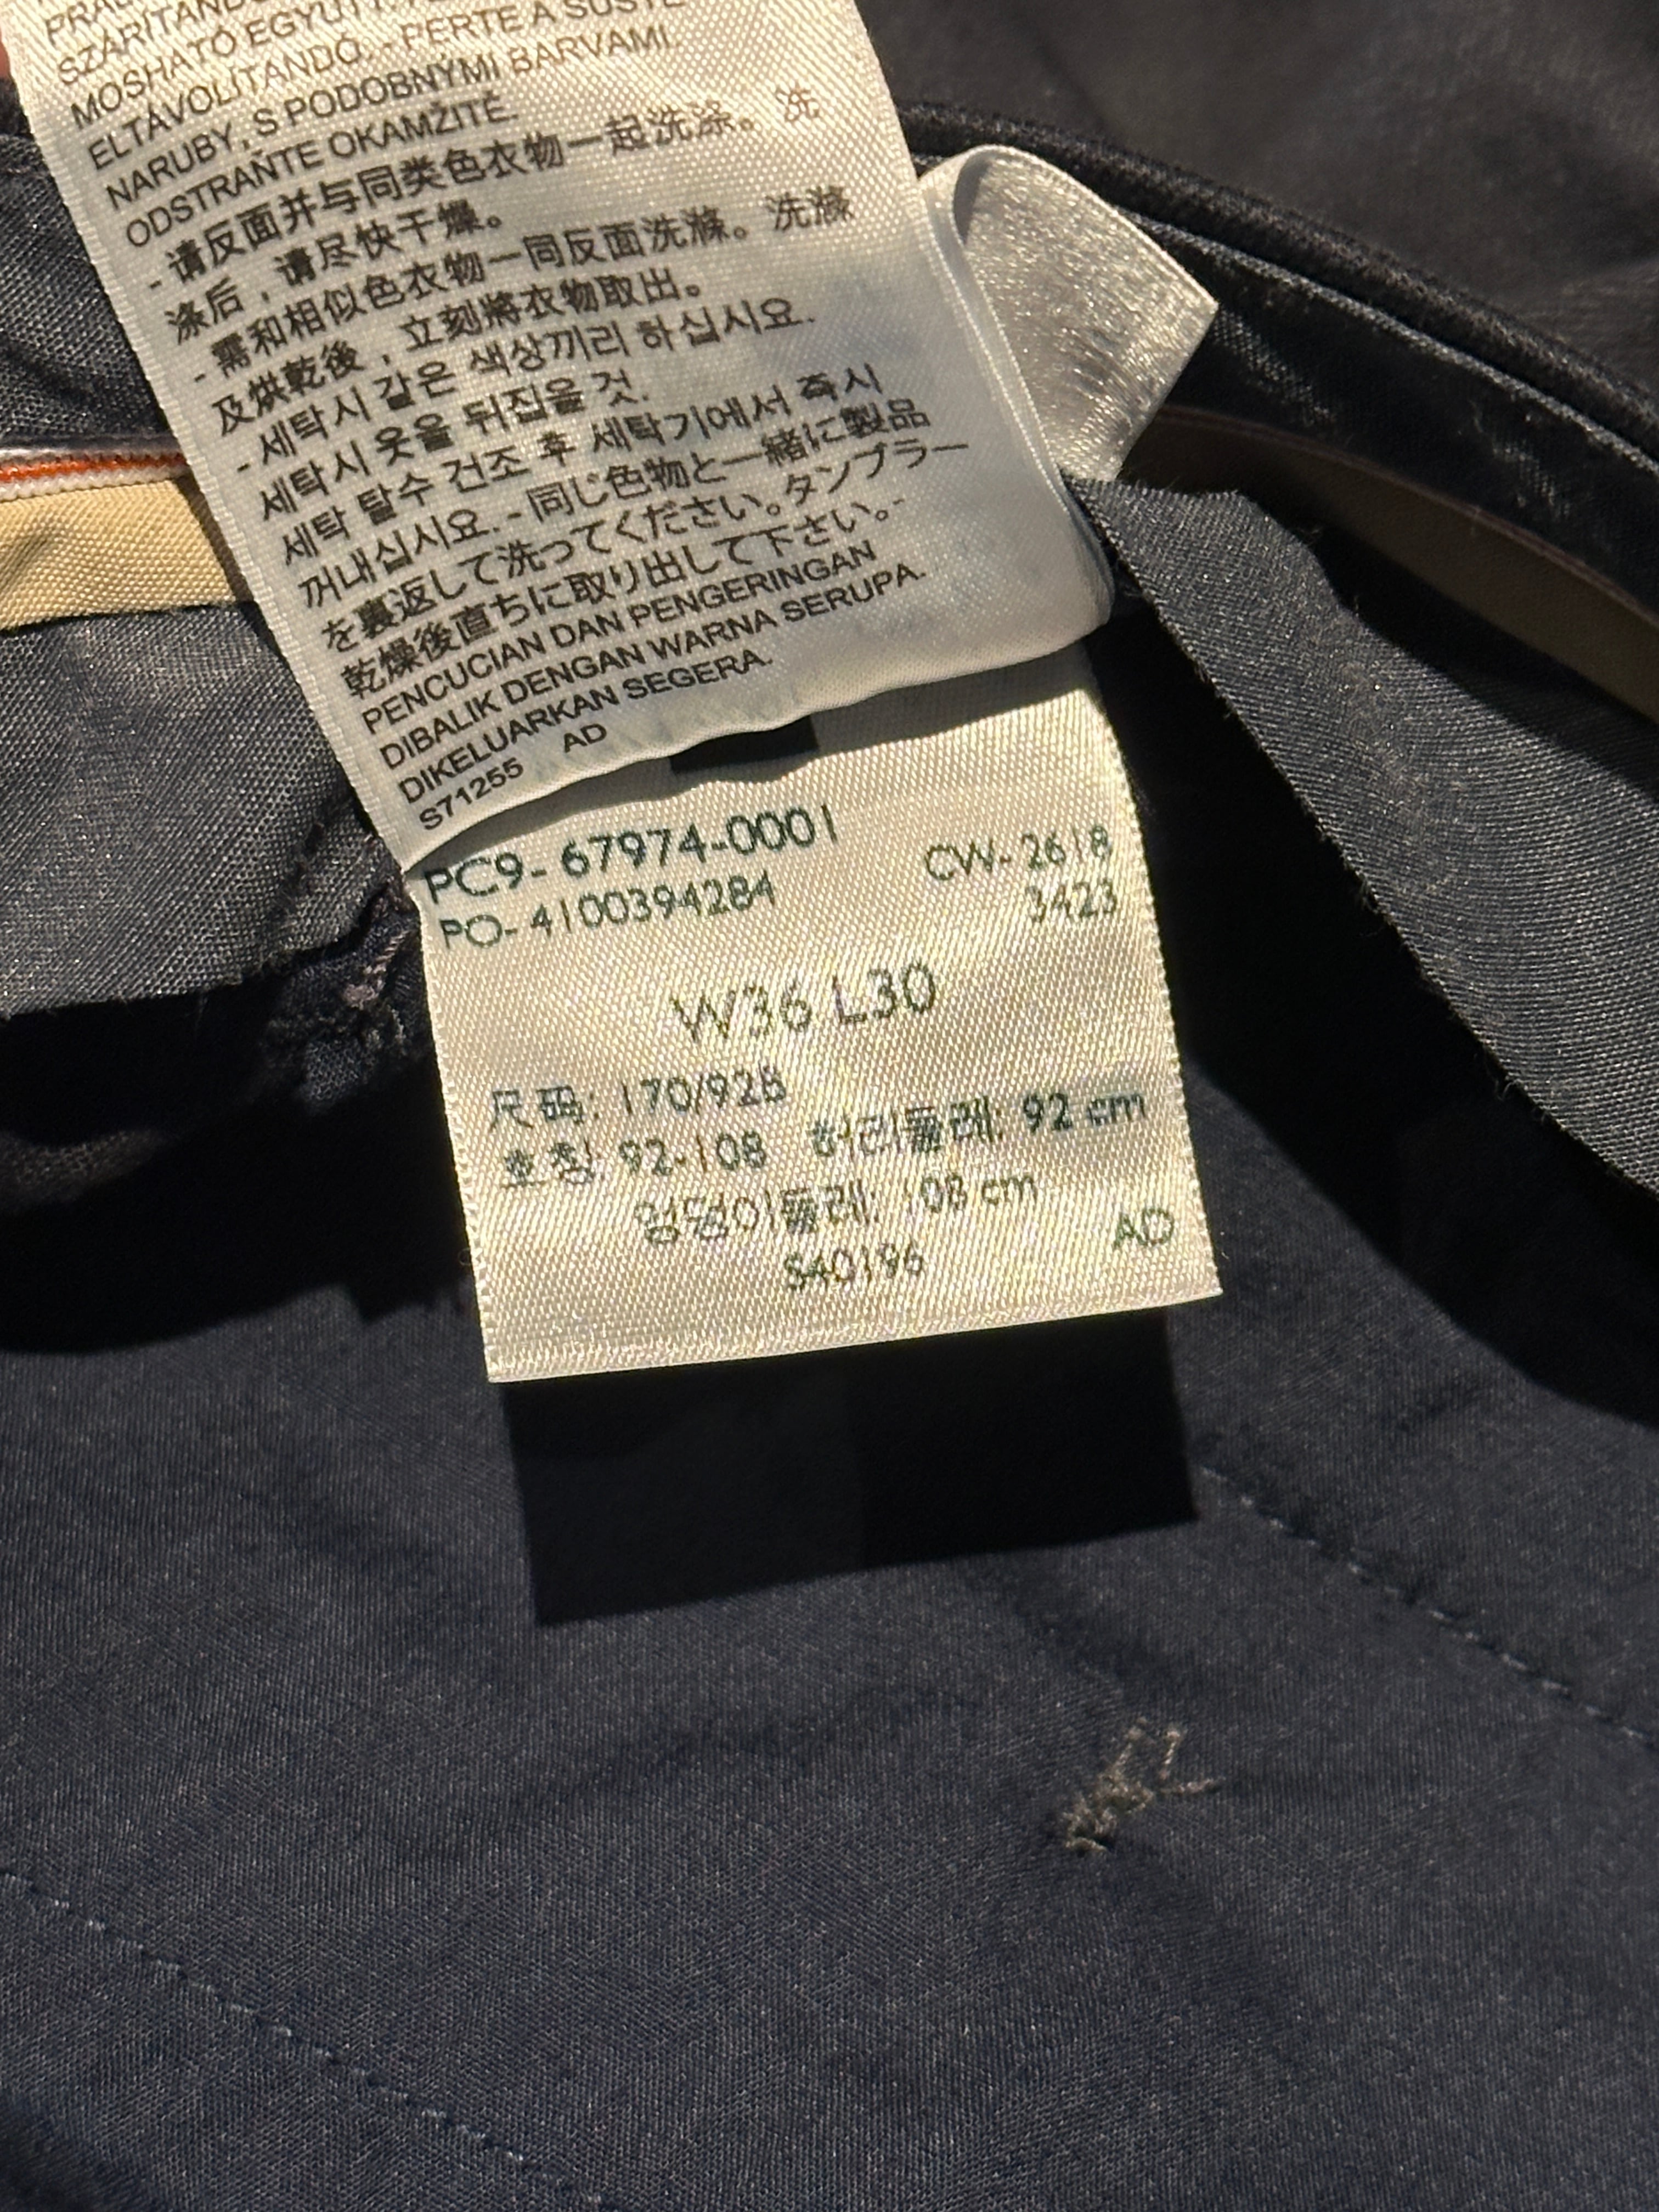 SZÁRÍTANDÓ
MOSHATÓ EGYÜTT.
ELTÁVOLÍTANDÓ. - PERTE A SUŠTE
NARUBY, S PODOBNÝMI BARVAMI.
ODSTRAŇTE OKAMŽITĚ.
- 请反面并与同类色衣物一起洗涤。洗
涤后，请尽快干燥。
- 需和相似色衣物一同反面洗滌。洗滌
及烘乾後，立刻將衣物取出。
- 세탁시 같은 색상끼리 하십시요.
세탁시 옷을 뒤집을 것.
세탁 탈수 건조 후 세탁기에서 즉시
꺼내십시요. - 同じ色物と一緒に製品
を裏返して洗ってください。タンブラー
乾燥後直ちに取り出して下さい。-
PENCUCIAN DAN PENGERINGAN
DIBALIK DENGAN WARNA SERUPA.
DIKELUARKAN SEGERA.
S71255 AD
PC9- 67974-0001
CW- 2618
PO- 4100394284
3423
W36 L30
尺码: 170/92B
호칭: 92-108 허리둘레: 92 cm
엉덩이둘레: 108 cm
S40196
AD